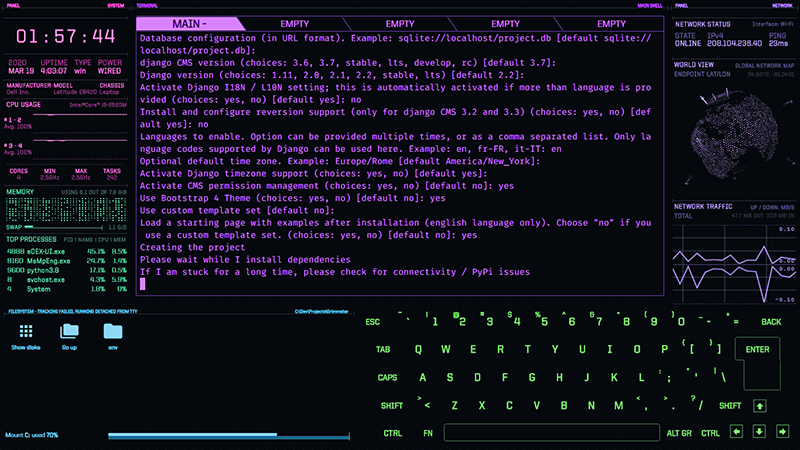 PANEL SYSTEM
01:57:44
2020 UPTIME TYPE POWER
MAR 19 4:03:07 win WIRED
MANUFACTURER MODEL CHASSIS
Dell Inc. Latitude E6420 Laptop
CPU USAGE Intel® Core™ i5-2520M
# 1 - 2
Avg. 100%
# 3 - 4
Avg. 100%
CORES MIN MAX TASKS
4 2.5GHz 2.5GHz 242
MEMORY USING 6.1 OUT OF 7.9 GIB
SWAP 1.1 GIB
TOP PROCESSES PID | NAME | CPU | MEM
4888 eDEX-UI.exe 45.1% 8.5%
8160 MsMpEng.exe 24.7% 1.4%
9600 python3.8 17.1% 0.5%
8 svchost.exe 4.9% 5.9%
4 System 1.8% 0%
TERMINAL MAIN SHELL
MAIN - EMPTY EMPTY EMPTY EMPTY
Database configuration (in URL format). Example: sqlite://localhost/project.db [default sqlite://
localhost/project.db]:
django CMS version (choices: 3.6, 3.7, stable, lts, develop, rc) [default 3.7]:
Django version (choices: 1.11, 2.0, 2.1, 2.2, stable, lts) [default 2.2]:
Activate Django I18N / L10N setting; this is automatically activated if more than language is pro
vided (choices: yes, no) [default yes]: no
Install and configure reversion support (only for django CMS 3.2 and 3.3) (choices: yes, no) [def
ault yes]: no
Languages to enable. Option can be provided multiple times, or as a comma separated list. Only la
nguage codes supported by Django can be used here. Example: en, fr-FR, it-IT: en
Optional default time zone. Example: Europe/Rome [default America/New_York]:
Activate Django timezone support (choices: yes, no) [default yes]:
Activate CMS permission management (choices: yes, no) [default no]: yes
Use Bootstrap 4 Theme (choices: yes, no) [default no]: yes
Use custom template set [default no]:
Load a starting page with examples after installation (english language only). Choose "no" if you
use a custom template set. (choices: yes, no) [default no]: yes
Creating the project
Please wait while I install dependencies
If I am stuck for a long time, please check for connectivity / PyPi issues
PANEL NETWORK
NETWORK STATUS Interface: Wi-Fi
STATE IPv4 PING
ONLINE 208.104.238.40 23ms
WORLD VIEW GLOBAL NETWORK MAP
ENDPOINT LAT/LON
NETWORK TRAFFIC UP / DOWN, MB/S
TOTAL
0.10
0.00
0.00
-0.10
FILESYSTEM - TRACKING FAILED, RUNNING DETACHED FROM TTY
Show disks Go up env
Mount C: used 70%
ESC ~ ` ! 1 @ 2 # 3 $ 4 % 5 ^ 6 & 7 * 8 ( 9 ) 0 _ - + = BACK
TAB Q W E R T Y U I O P { [ } ] ENTER
CAPS A S D F G H J K L : ; " ' | \
SHIFT > < Z X C V B N M < , > . ? / SHIFT
CTRL FN ALT GR CTRL